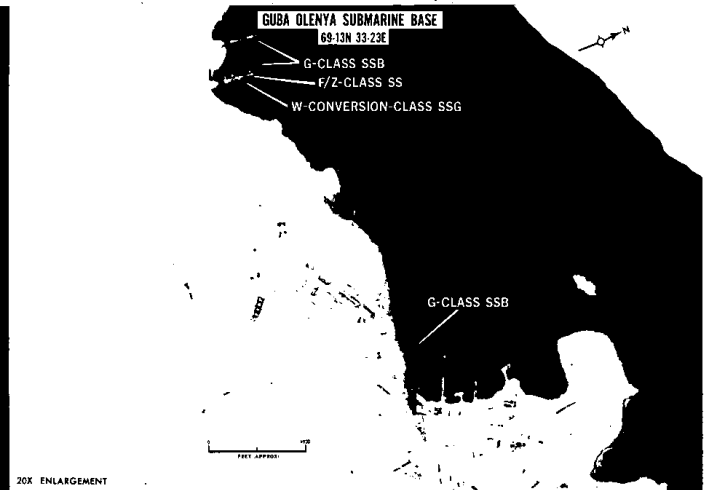 GUBA OLENYA SUBMARINE BASE
69-13N 33-23E
N
G-CLASS SSB
F/Z-CLASS SS
W-CONVERSION-CLASS SSG
G-CLASS SSB
0
FEET APPROX
20X ENLARGEMENT